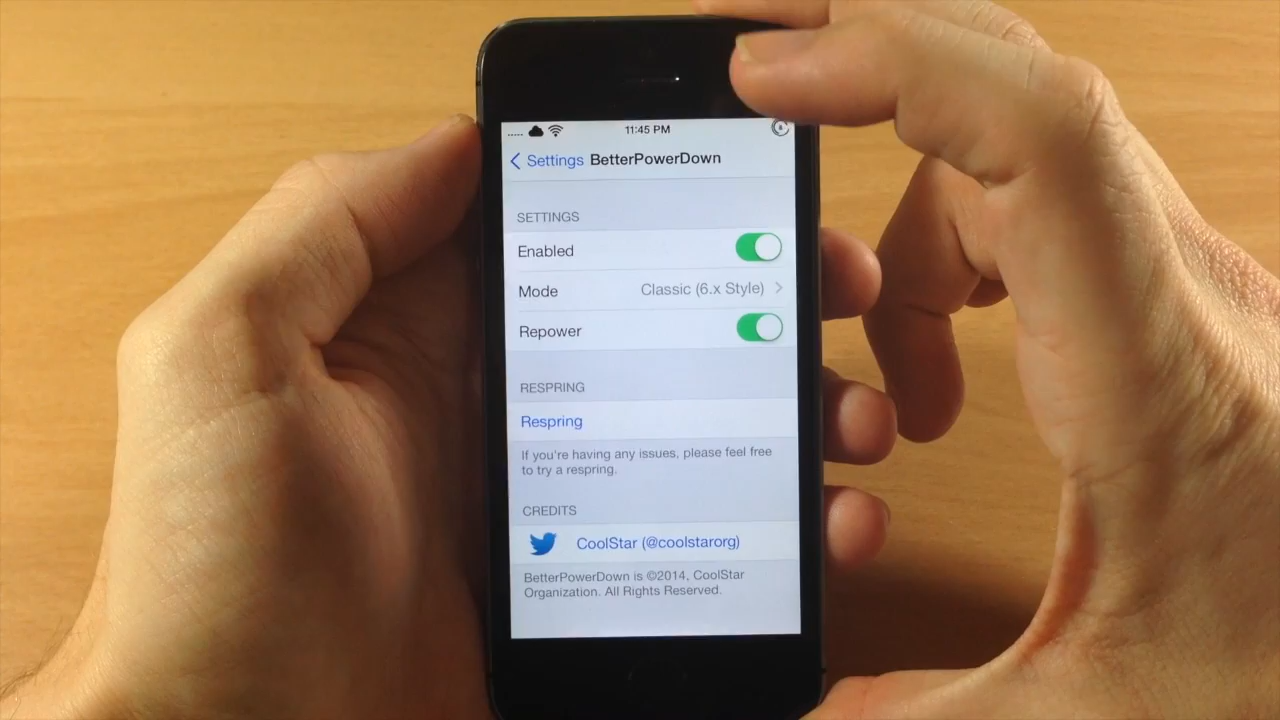 11:45 PM
Settings BetterPowerDown
SETTINGS
Enabled
Mode Classic (6.x Style)
Repower
RESPRING
Respring
If you're having any issues, please feel free
to try a respring.
CREDITS
CoolStar (@coolstarorg)
BetterPowerDown is ©2014, CoolStar
Organization. All Rights Reserved.